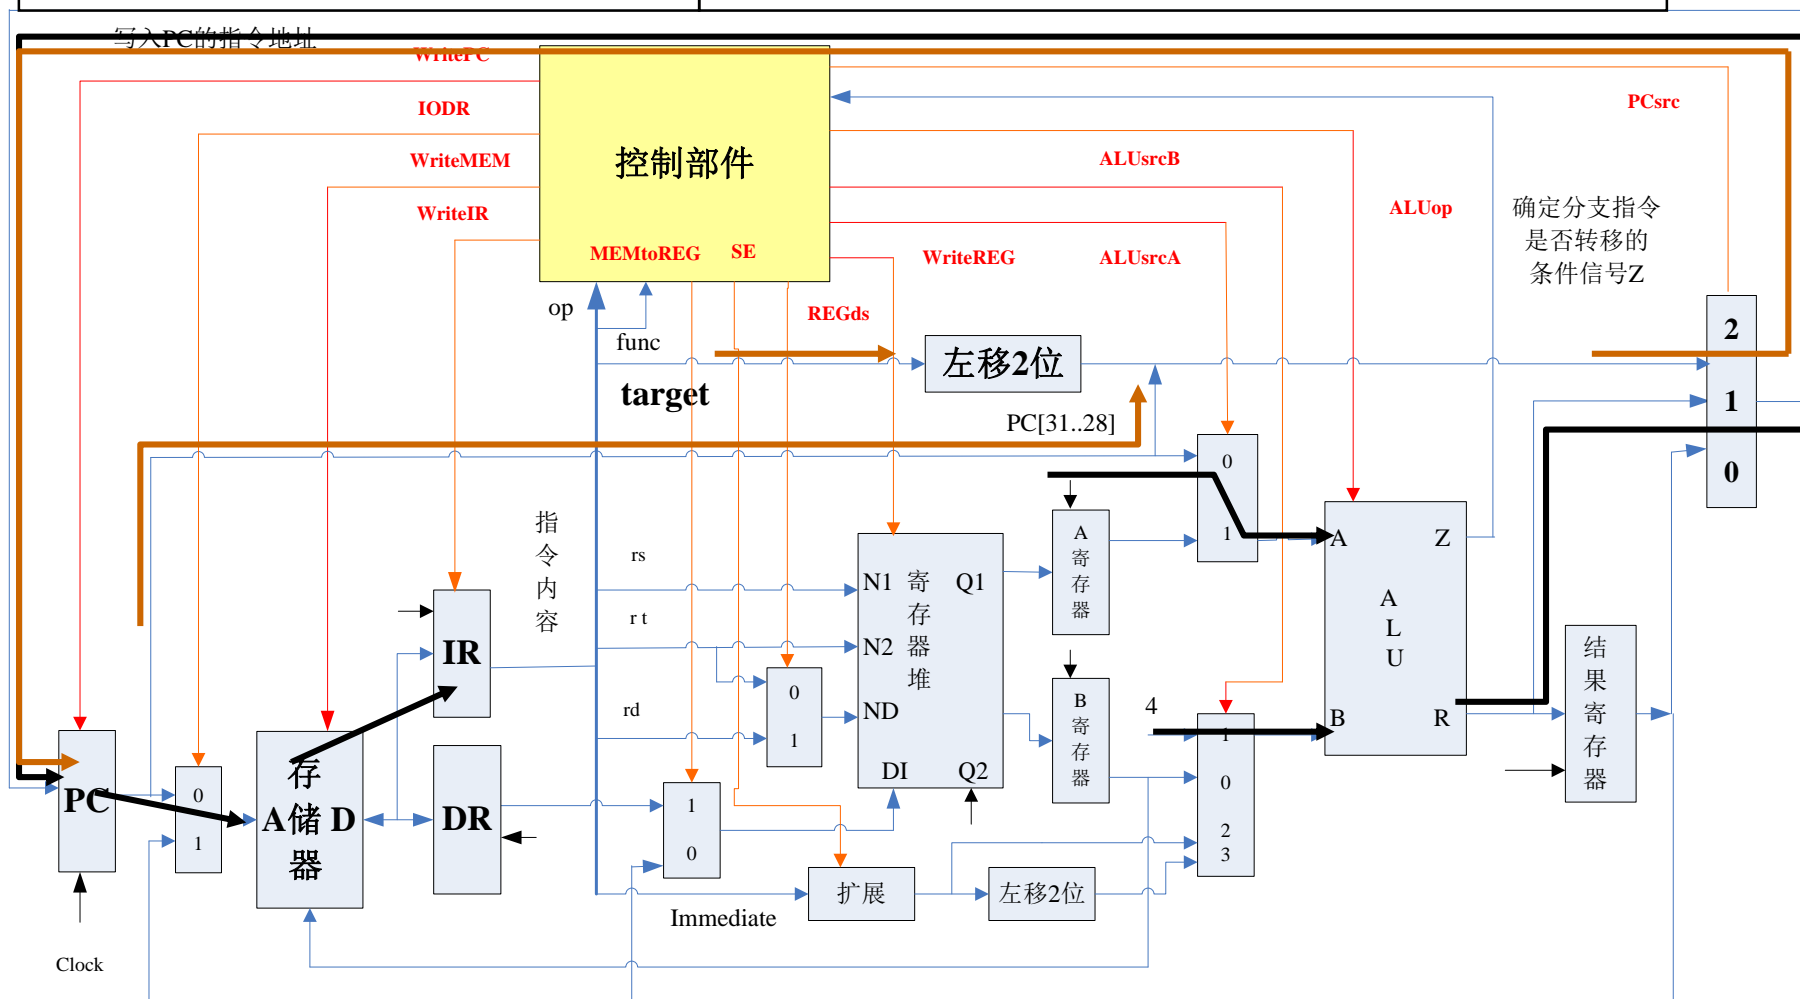 写入PC的指令地址
WritePC
IODR
WriteMEM
WriteIR
控制部件
MEMtoREG
SE
PCsrc
ALUsrcB
ALUop
WriteREG
ALUsrcA
REGds
确定分支指令
是否转移的
条件信号Z
op
func
target
左移2位
PC[31..28]
2
1
0
0
1
指
令
内
容
rs
r t
rd
IR
N1
N2
ND
寄
存
器
堆
Q1
DI
Q2
A
寄
存
器
B
寄
存
器
A
B
Z
R
A
L
U
结
果
寄
存
器
4
1
0
2
3
0
1
PC
0
1
A
存
储
器
D
DR
1
0
扩展
左移2位
Immediate
Clock